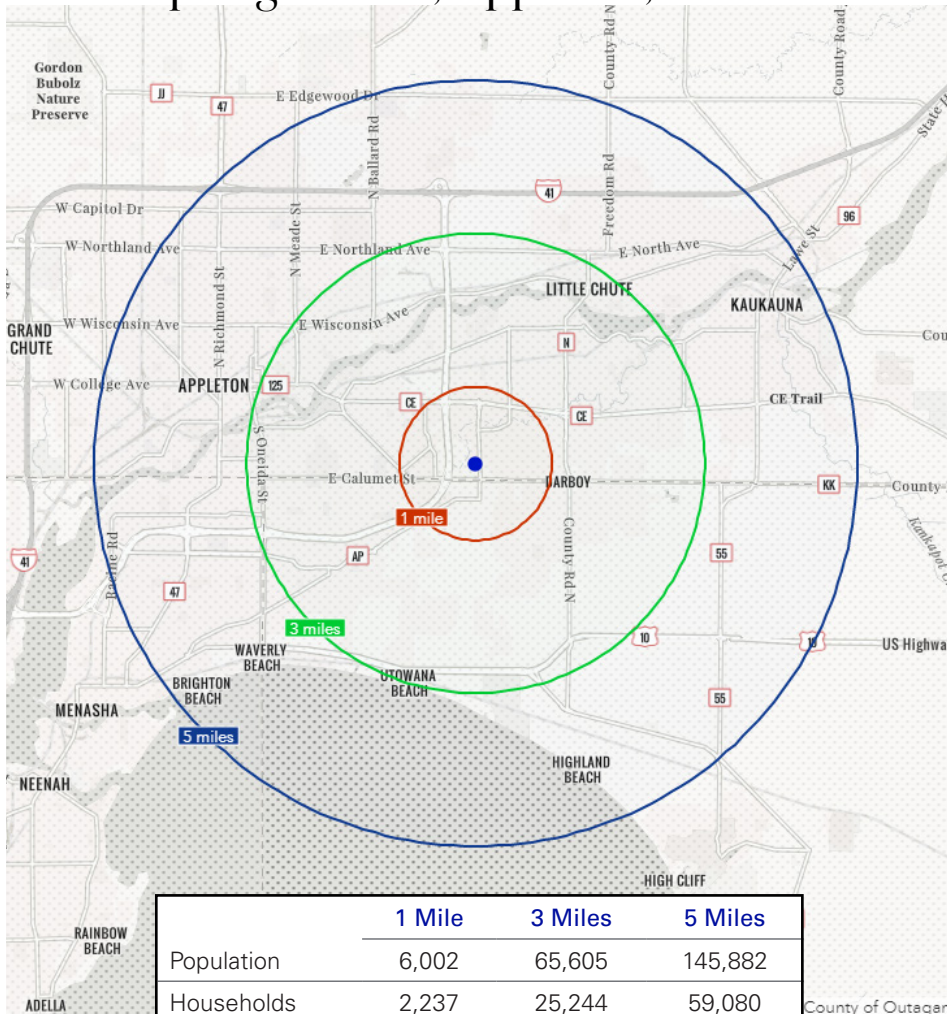 County Rd N
County Road
Gordon
Bubolz
Nature
Preserve
JJ
47
E Edgewood Dr
State H
N Ballard Rd
Freedom Rd
41
W Capitol Dr
96
N Meade St
Lawe St
W Northland Ave
E Northland Ave
E North Ave
N Richmond St
LITTLE CHUTE
KAUKAUNA
GRAND
CHUTE
W Wisconsin Ave
E Wisconsin Ave
N
Cou
W College Ave
APPLETON
125
CE
CE
CE Trail
S Oneida St
E Calumet St
DARBOY
KK
County
1 mile
Kankapot C
41
Racine Rd
AP
County Rd N
55
47
3 miles
10
10
US Highwa
WAVERLY
BEACH
BRIGHTON
BEACH
UTOWANA
BEACH
MENASHA
55
5 miles
HIGHLAND
BEACH
NEENAH
HIGH CLIFF
RAINBOW
BEACH
ADELLA
1 Mile 3 Miles 5 Miles
Population 6,002 65,605 145,882
Households 2,237 25,244 59,080
County of Outagar